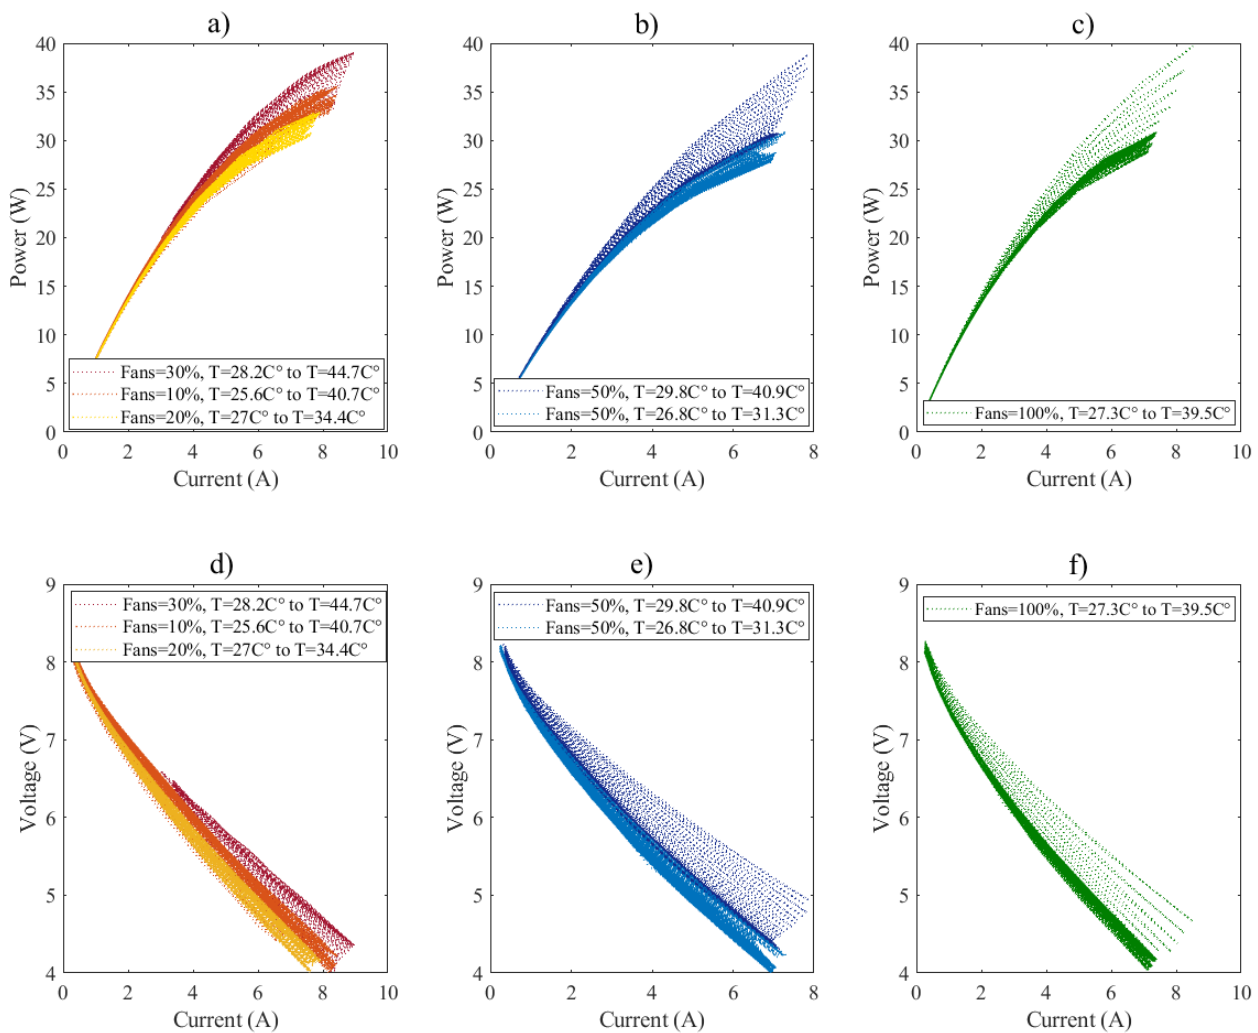 a)
40
35
30
25
20
15
10
5
0
Power (W)
Fans=30%, T=28.2C° to T=44.7C°
Fans=10%, T=25.6C° to T=40.7C°
Fans=20%, T=27C° to T=34.4C°
0 2 4 6 8 10
Current (A)
b)
40
35
30
25
20
15
10
5
0
Power (W)
Fans=50%, T=29.8C° to T=40.9C°
Fans=50%, T=26.8C° to T=31.3C°
0 2 4 6 8
Current (A)
c)
40
35
30
25
20
15
10
5
0
Power (W)
Fans=100%, T=27.3C° to T=39.5C°
0 2 4 6 8 10
Current (A)
d)
9
8
7
6
5
4
Voltage (V)
Fans=30%, T=28.2C° to T=44.7C°
Fans=10%, T=25.6C° to T=40.7C°
Fans=20%, T=27C° to T=34.4C°
0 2 4 6 8 10
Current (A)
e)
9
8
7
6
5
4
Voltage (V)
Fans=50%, T=29.8C° to T=40.9C°
Fans=50%, T=26.8C° to T=31.3C°
0 2 4 6 8
Current (A)
f)
9
8
7
6
5
4
Voltage (V)
Fans=100%, T=27.3C° to T=39.5C°
0 2 4 6 8 10
Current (A)